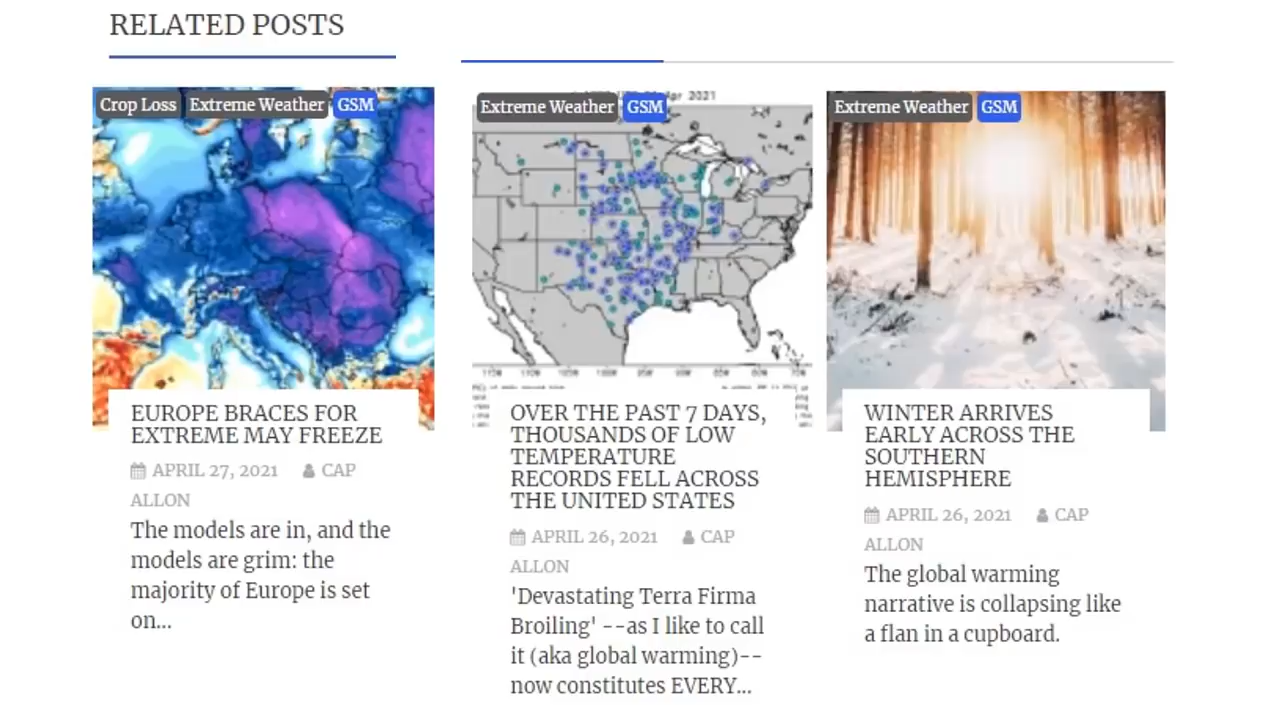 RELATED POSTS
Crop Loss Extreme Weather GSM
EUROPE BRACES FOR
EXTREME MAY FREEZE
APRIL 27, 2021 CAP
ALLON
The models are in, and the
models are grim: the
majority of Europe is set
on...
Apr 2021
Extreme Weather GSM
OVER THE PAST 7 DAYS,
THOUSANDS OF LOW
TEMPERATURE
RECORDS FELL ACROSS
THE UNITED STATES
APRIL 26, 2021 CAP
ALLON
'Devastating Terra Firma
Broiling' --as I like to call
it (aka global warming)--
now constitutes EVERY...
Extreme Weather GSM
WINTER ARRIVES
EARLY ACROSS THE
SOUTHERN
HEMISPHERE
APRIL 26, 2021 CAP
ALLON
The global warming
narrative is collapsing like
a flan in a cupboard.